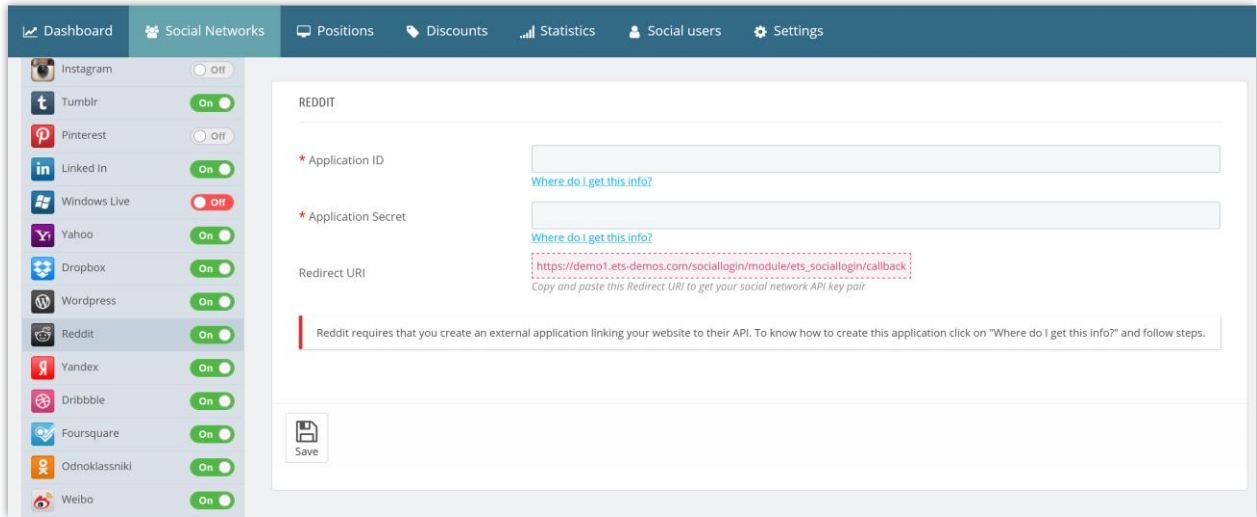 Dashboard
Social Networks
Positions
Discounts
Statistics
Social users
Settings
Instagram Off
Tumblr On
Pinterest Off
Linked In On
Windows Live Off
Yahoo On
Dropbox On
Wordpress On
Reddit On
Yandex On
Dribbble On
Foursquare On
Odnoklassniki On
Weibo On
REDDIT
* Application ID
Where do I get this info?
* Application Secret
Where do I get this info?
Redirect URI https://demo1.ets-demos.com/sociallogin/module/ets_sociallogin/callback
Copy and paste this Redirect URI to get your social network API key pair
Reddit requires that you create an external application linking your website to their API. To know how to create this application click on "Where do I get this info?" and follow steps.
Save